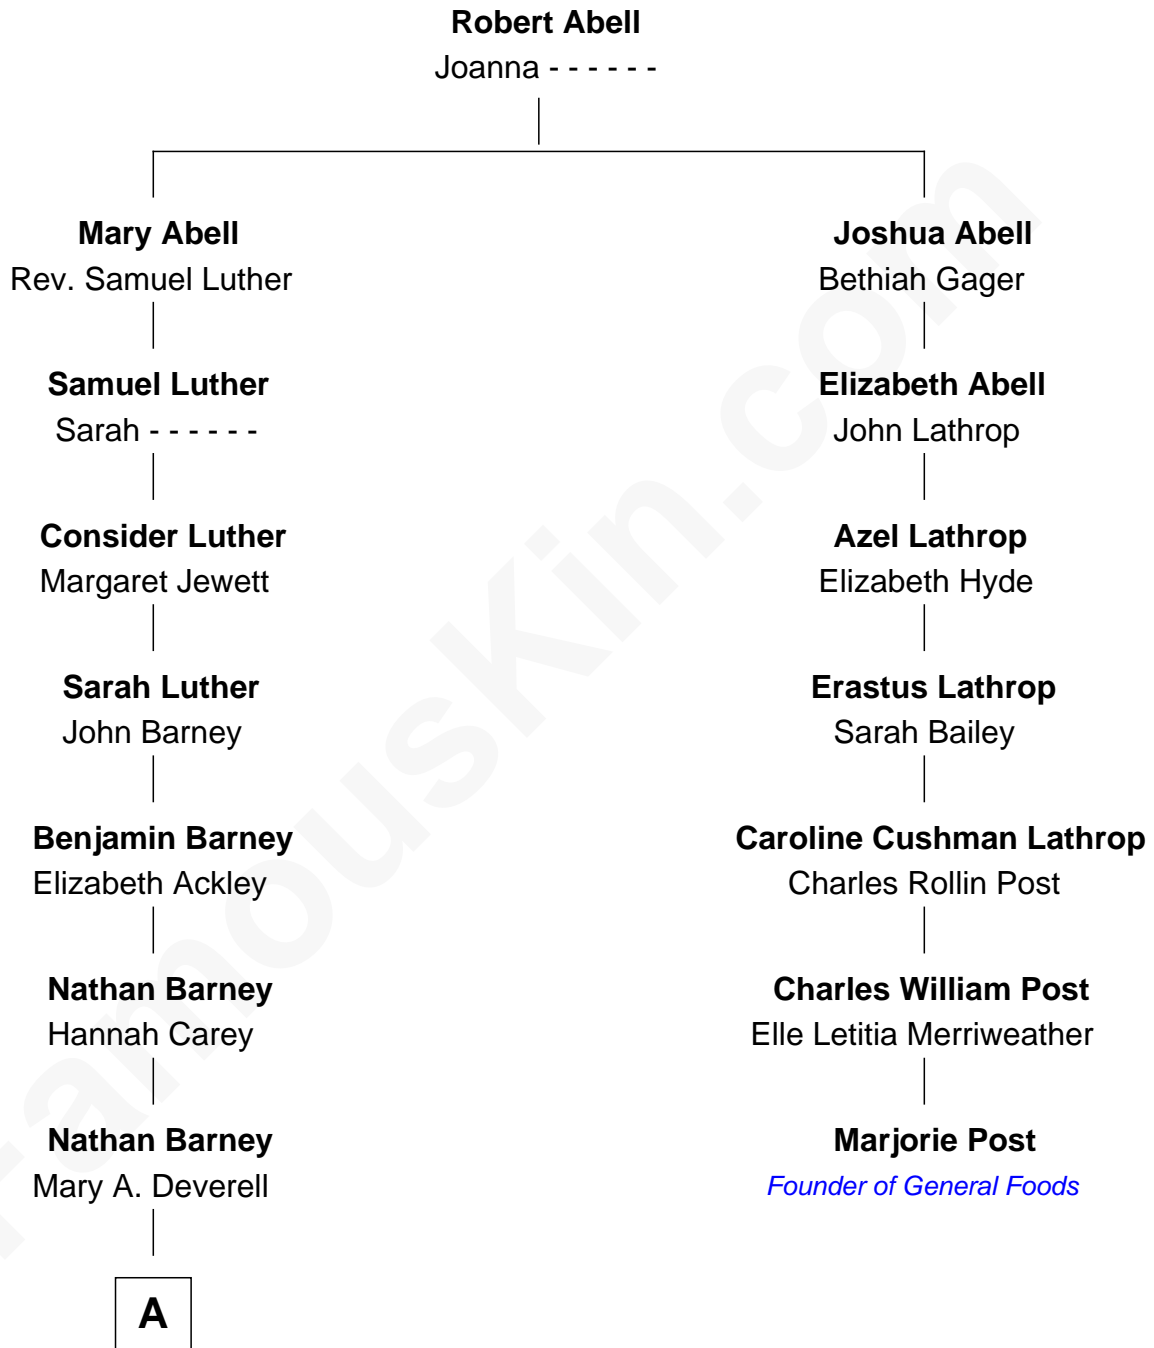 Robert Abell
Joanna - - - - - -
Mary Abell
Rev. Samuel Luther
Joshua Abell
Bethiah Gager
Samuel Luther
Sarah - - - - - -
Elizabeth Abell
John Lathrop
Consider Luther
Margaret Jewett
Azel Lathrop
Elizabeth Hyde
Sarah Luther
John Barney
Erastus Lathrop
Sarah Bailey
Benjamin Barney
Elizabeth Ackley
Caroline Cushman Lathrop
Charles Rollin Post
Nathan Barney
Hannah Carey
Charles William Post
Elle Letitia Merriweather
Nathan Barney
Mary A. Deverell
Marjorie Post
Founder of General Foods
A
FamousKin.com